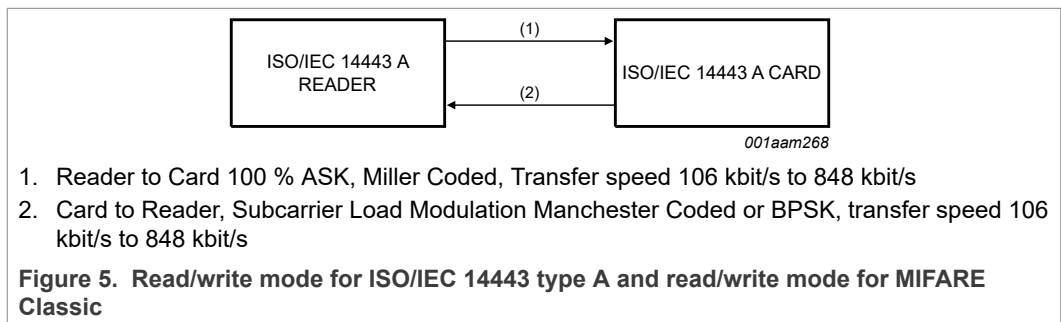 (1)
ISO/IEC 14443 A
READER
ISO/IEC 14443 A CARD
(2)
001aam268
1. Reader to Card 100 % ASK, Miller Coded, Transfer speed 106 kbit/s to 848 kbit/s
2. Card to Reader, Subcarrier Load Modulation Manchester Coded or BPSK, transfer speed 106
kbit/s to 848 kbit/s
Figure 5. Read/write mode for ISO/IEC 14443 type A and read/write mode for MIFARE
Classic